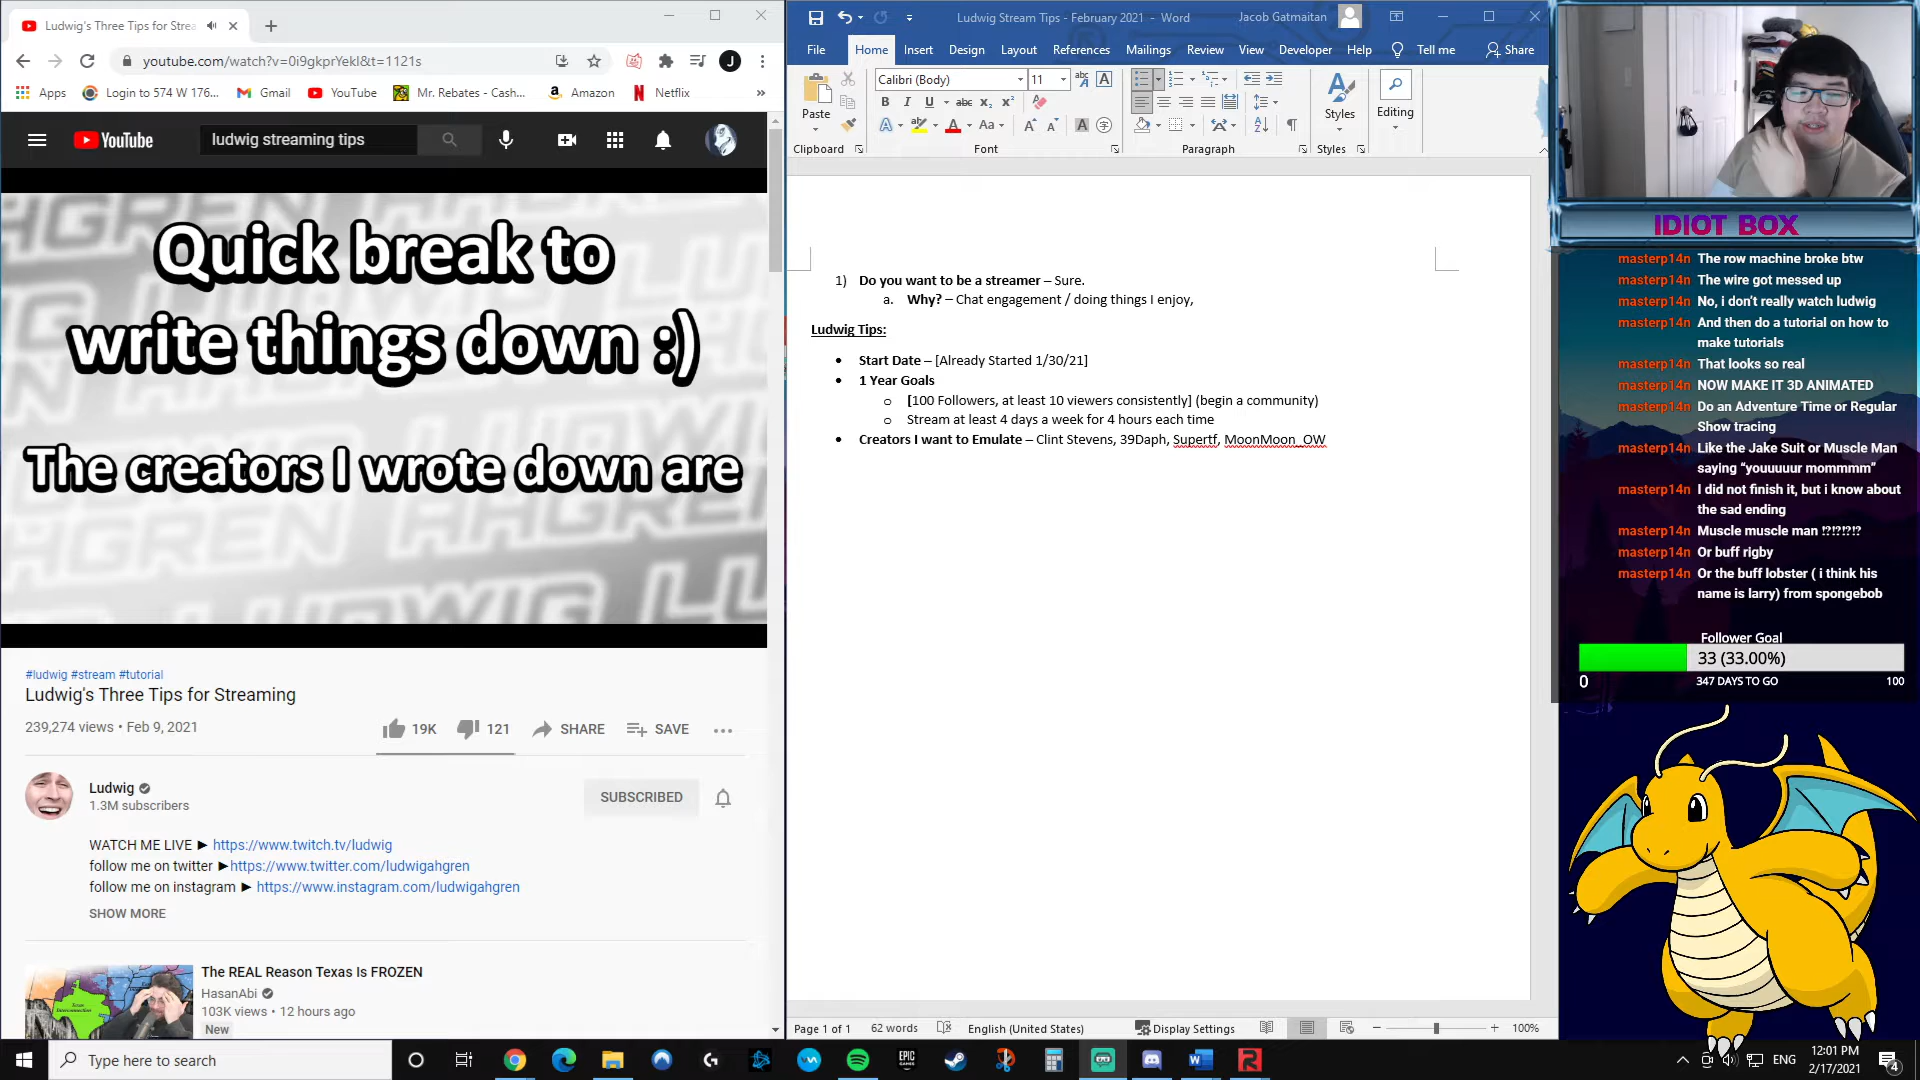 Ludwig's Three Tips for Strea
youtube.com/watch?v=0i9gkprYekI&t=1121s
J
Apps
Login to 574 W 176...
Gmail
YouTube
Mr. Rebates - Cash...
Amazon
Netflix
»
YouTube
ludwig streaming tips
Quick break to
write things down :)
The creators I wrote down are
#ludwig #stream #tutorial
Ludwig's Three Tips for Streaming
239,274 views • Feb 9, 2021
19K
121
SHARE
SAVE
Ludwig
1.3M subscribers
SUBSCRIBED
WATCH ME LIVE ► https://www.twitch.tv/ludwig
follow me on twitter ►https://www.twitter.com/ludwigahgren
follow me on instagram ► https://www.instagram.com/ludwigahgren
SHOW MORE
The REAL Reason Texas Is FROZEN
HasanAbi
103K views • 12 hours ago
New
Ludwig Stream Tips - February 2021 - Word
Jacob Gatmaitan
File
Home
Insert
Design
Layout
References
Mailings
Review
View
Developer
Help
Tell me
Share
Paste
Calibri (Body)
11
Styles
Editing
Clipboard
Font
Paragraph
Styles
1) Do you want to be a streamer – Sure.
a. Why? – Chat engagement / doing things I enjoy,
Ludwig Tips:
• Start Date – [Already Started 1/30/21]
• 1 Year Goals
o [100 Followers, at least 10 viewers consistently] (begin a community)
o Stream at least 4 days a week for 4 hours each time
• Creators I want to Emulate – Clint Stevens, 39Daph, Supertf, MoonMoon_OW
Page 1 of 1
62 words
English (United States)
Display Settings
100%
IDIOT BOX
masterp14n The row machine broke btw
masterp14n The wire got messed up
masterp14n No, i don't really watch ludwig
masterp14n And then do a tutorial on how to
make tutorials
masterp14n That looks so real
masterp14n NOW MAKE IT 3D ANIMATED
masterp14n Do an Adventure Time or Regular
Show tracing
masterp14n Like the Jake Suit or Muscle Man
saying “youuuuur mommmm”
masterp14n I did not finish it, but i know about
the sad ending
masterp14n Muscle muscle man !?!?!?!?
masterp14n Or buff rigby
masterp14n Or the buff lobster ( i think his
name is larry) from spongebob
Follower Goal
33 (33.00%)
0
347 DAYS TO GO
100
Type here to search
EPIC
ENG
12:01 PM
2/17/2021
4